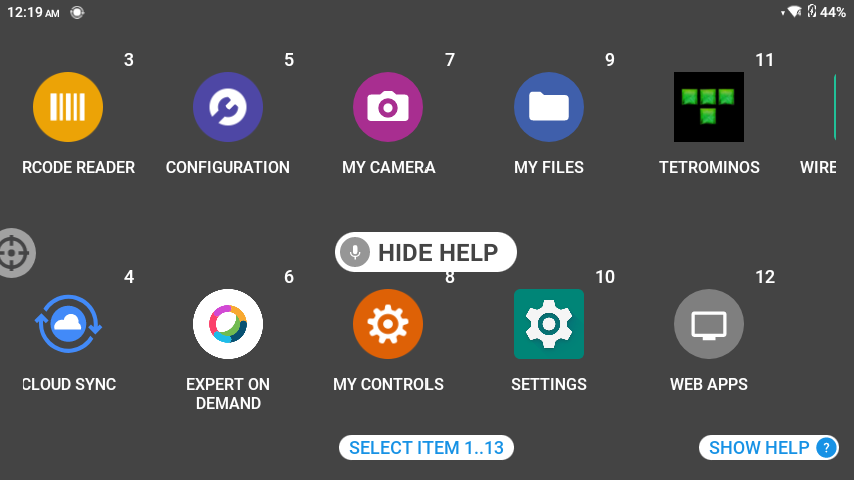 12:19 AM
44%
3
5
7
9
11
RCODE READER
CONFIGURATION
MY CAMERA
MY FILES
TETROMINOS
WIRE
HIDE HELP
4
6
8
10
12
CLOUD SYNC
EXPERT ON
DEMAND
MY CONTROLS
SETTINGS
WEB APPS
SELECT ITEM 1..13
SHOW HELP ?